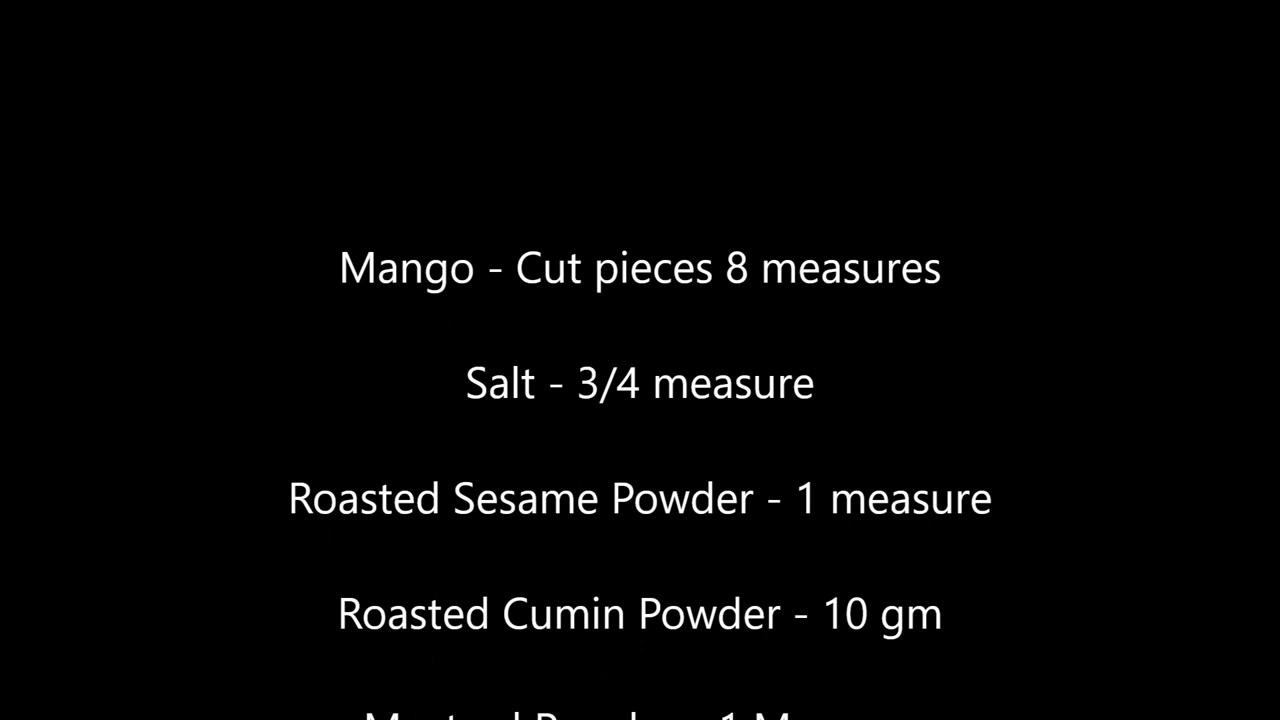 Mango - Cut pieces 8 measures
Salt - 3/4 measure
Roasted Sesame Powder - 1 measure
Roasted Cumin Powder - 10 gm